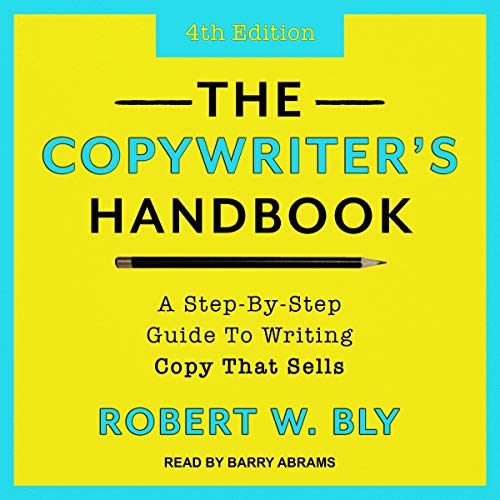 4th Edition
THE
COPYWRITER'S
HANDBOOK
A Step-By-Step
Guide To Writing
Copy That Sells
ROBERT W. BLY
READ BY BARRY ABRAMS